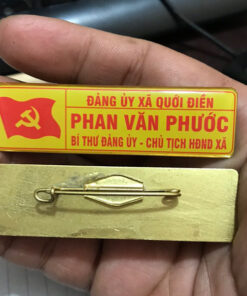 ĐẢNG ỦY XÃ QUỚI ĐIỀN
PHAN VĂN PHƯỚC
BÍ THƯ ĐẢNG ỦY - CHỦ TỊCH HĐND XÃ